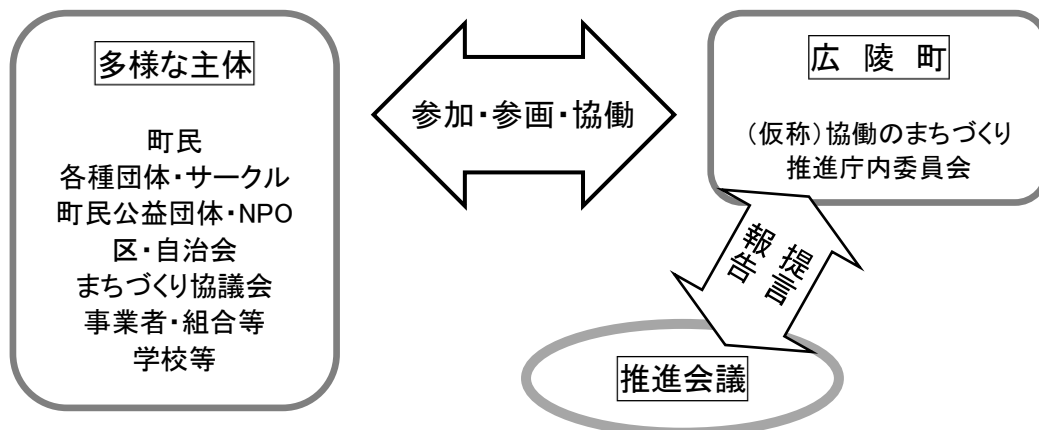 多様な主体
町民
各種団体・サークル
町民公益団体・NPO
区・自治会
まちづくり協議会
事業者・組合等
学校等
参加・参画・協働
広　陵　町
（仮称）協働のまちづくり
推進庁内委員会
提言
報告
推進会議